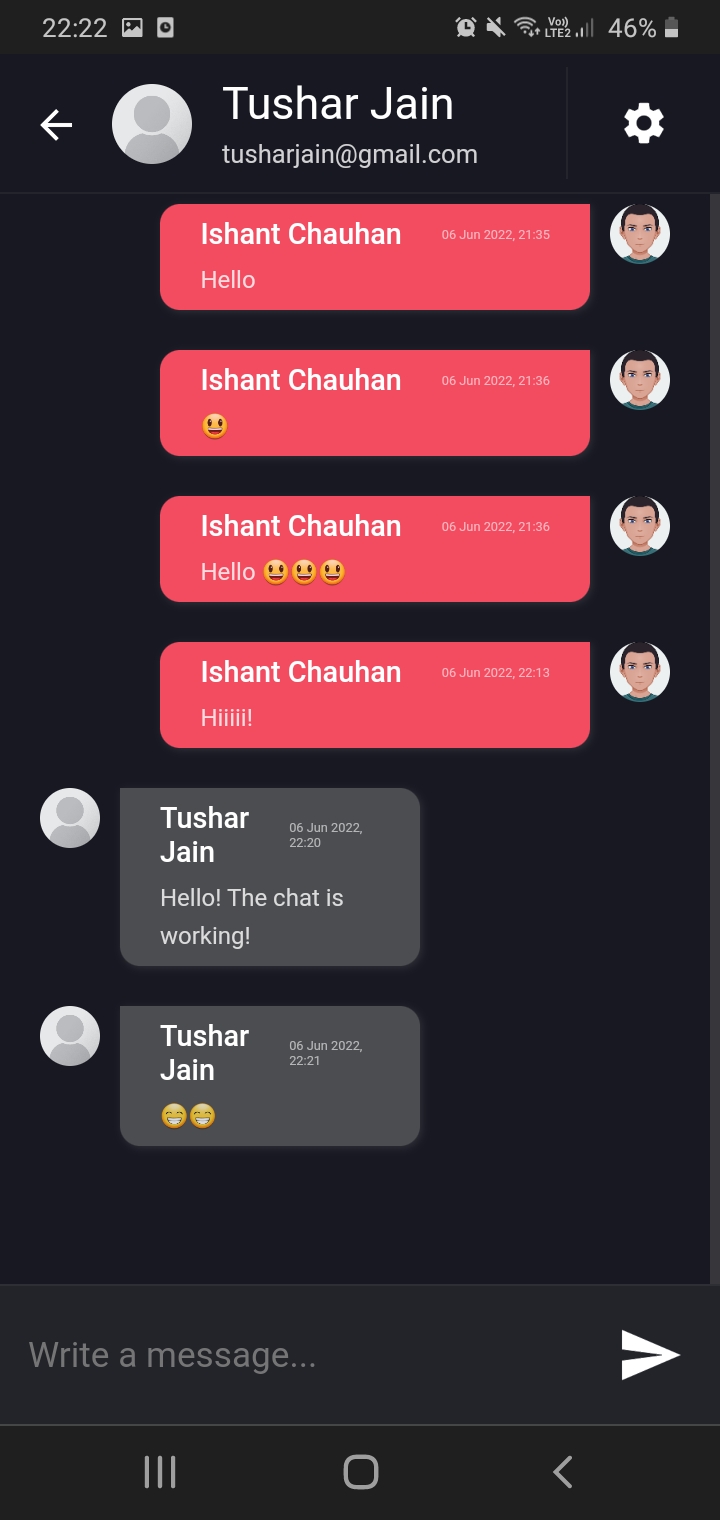 22:22 Vo)) LTE2 46%
Tushar Jain
tusharjain@gmail.com
Ishant Chauhan 06 Jun 2022, 21:35
Hello
Ishant Chauhan 06 Jun 2022, 21:36
😃
Ishant Chauhan 06 Jun 2022, 21:36
Hello 😃😃😃
Ishant Chauhan 06 Jun 2022, 22:13
Hiiiii!
Tushar
Jain
06 Jun 2022,
22:20
Hello! The chat is
working!
Tushar
Jain
06 Jun 2022,
22:21
😁😁
Write a message...